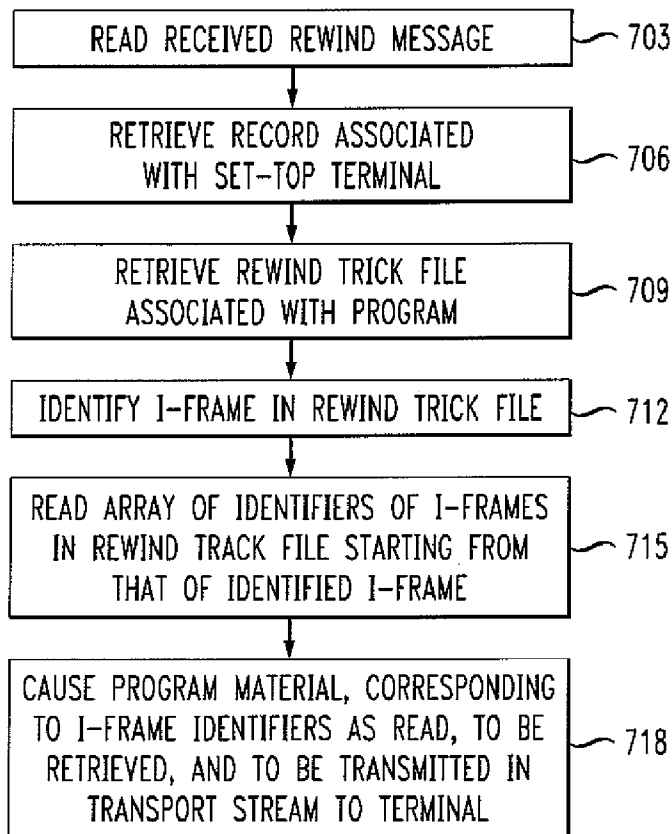 READ RECEIVED REWIND MESSAGE
703
RETRIEVE RECORD ASSOCIATED
WITH SET-TOP TERMINAL
706
RETRIEVE REWIND TRICK FILE
ASSOCIATED WITH PROGRAM
709
IDENTIFY I-FRAME IN REWIND TRICK FILE
712
READ ARRAY OF IDENTIFIERS OF I-FRAMES
IN REWIND TRACK FILE STARTING FROM
THAT OF IDENTIFIED I-FRAME
715
CAUSE PROGRAM MATERIAL, CORRESPONDING
TO I-FRAME IDENTIFIERS AS READ, TO BE
RETRIEVED, AND TO BE TRANSMITTED IN
TRANSPORT STREAM TO TERMINAL
718